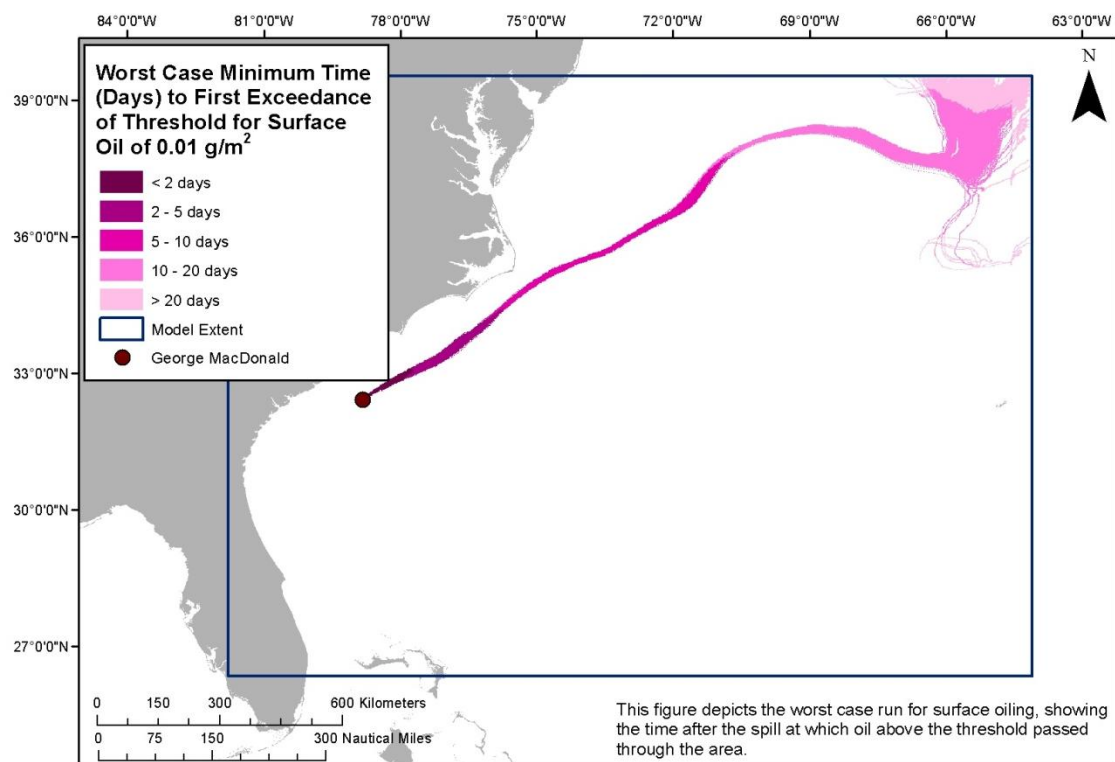 84°0'0"W 81°0'0"W 78°0'0"W 75°0'0"W 72°0'0"W 69°0'0"W 66°0'0"W 63°0'0"W
N
Worst Case Minimum Time
(Days) to First Exceedance
of Threshold for Surface
Oil of 0.01 g/m²
< 2 days
2 - 5 days
5 - 10 days
10 - 20 days
> 20 days
Model Extent
George MacDonald
39°0'0"N
36°0'0"N
33°0'0"N
30°0'0"N
27°0'0"N
0 150 300 600 Kilometers
0 75 150 300 Nautical Miles
This figure depicts the worst case run for surface oiling, showing
the time after the spill at which oil above the threshold passed
through the area.